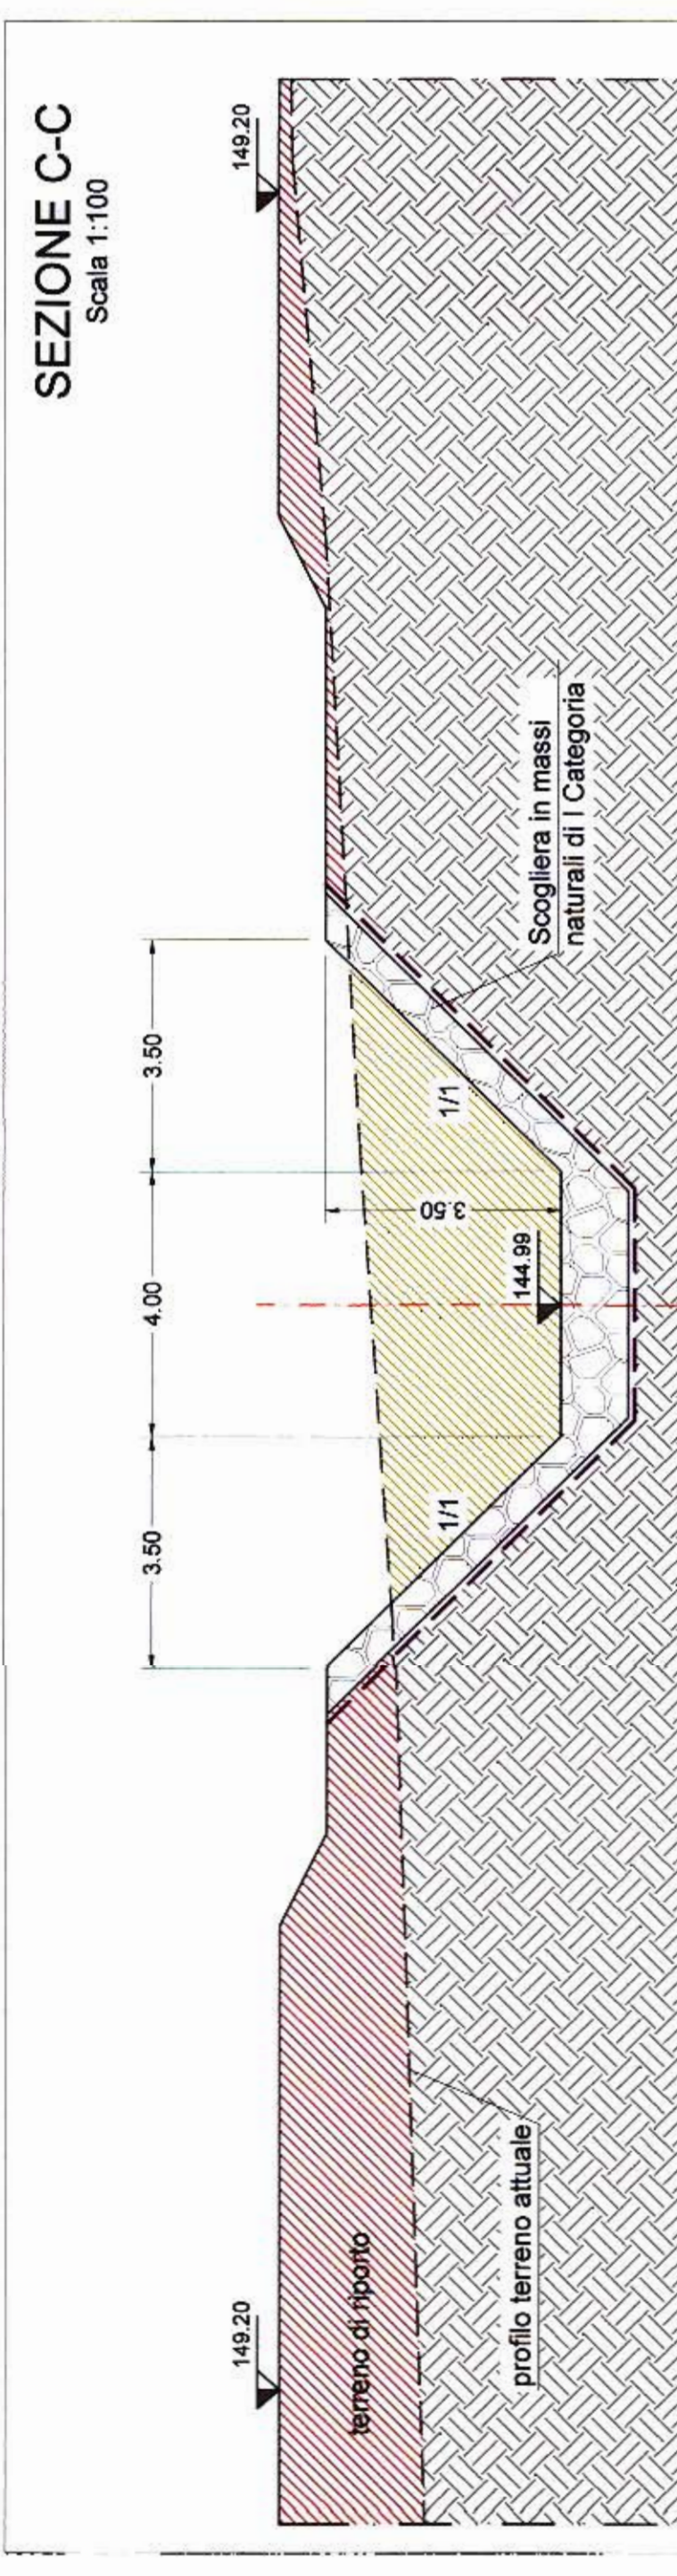 SEZIONE C-C
Scala 1:100
149.20
149.20
3.50
4.00
3.50
3.50
1/1
1/1
144.99
terreno di riporto
profilo terreno attuale
Scogliera in massi
naturali di I Categoria